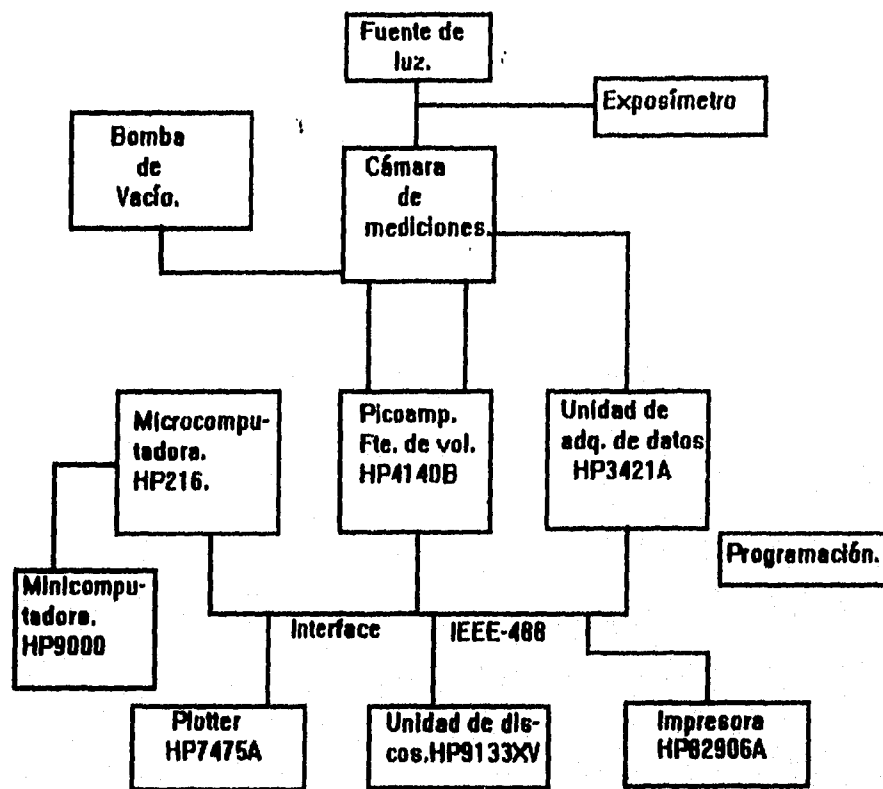 Fuente de
luz.
Exposímetro
Bomba
de
Vacío.
Cámara
de
mediciones.
Microcompu-
tadora.
HP216.
Picoamp.
Fte. de vol.
HP4140B
Unidad de
adq. de datos
HP3421A
Programación.
Minicompu-
tadora.
HP9000
Interface IEEE-488
Plotter
HP7475A
Unidad de dis-
cos.HP9133XV
Impresora
HP82906A